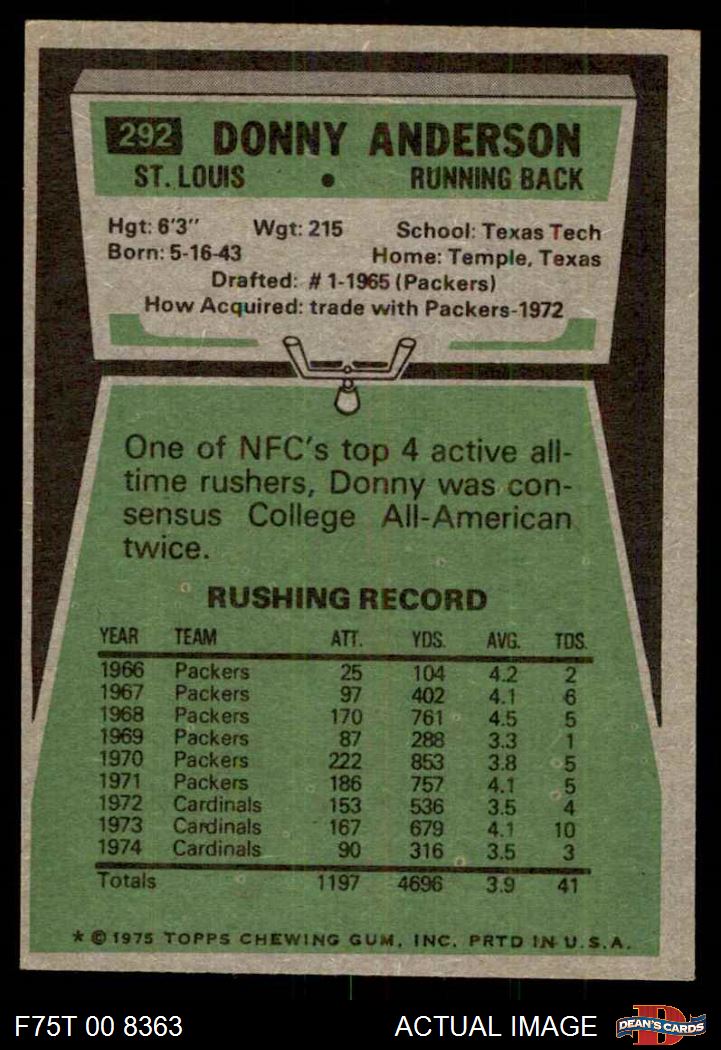 292 DONNY ANDERSON
ST. LOUIS • RUNNING BACK
Hgt: 6'3" Wgt: 215 School: Texas Tech
Born: 5-16-43 Home: Temple, Texas
Drafted: #1-1965 (Packers)
How Acquired: trade with Packers-1972
One of NFC's top 4 active all-
time rushers, Donny was con-
sensus College All-American
twice.
RUSHING RECORD
YEAR TEAM ATT. YDS. AVG. TDS.
1966 Packers 25 104 4.2 2
1967 Packers 97 402 4.1 6
1968 Packers 170 761 4.5 5
1969 Packers 87 288 3.3 1
1970 Packers 222 853 3.8 5
1971 Packers 186 757 4.1 5
1972 Cardinals 153 536 3.5 4
1973 Cardinals 167 679 4.1 10
1974 Cardinals 90 316 3.5 3
Totals 1197 4696 3.9 41
* © 1975 TOPPS CHEWING GUM, INC. PRTD IN U.S.A.
F75T 00 8363 ACTUAL IMAGE D DEAN'S CARDS